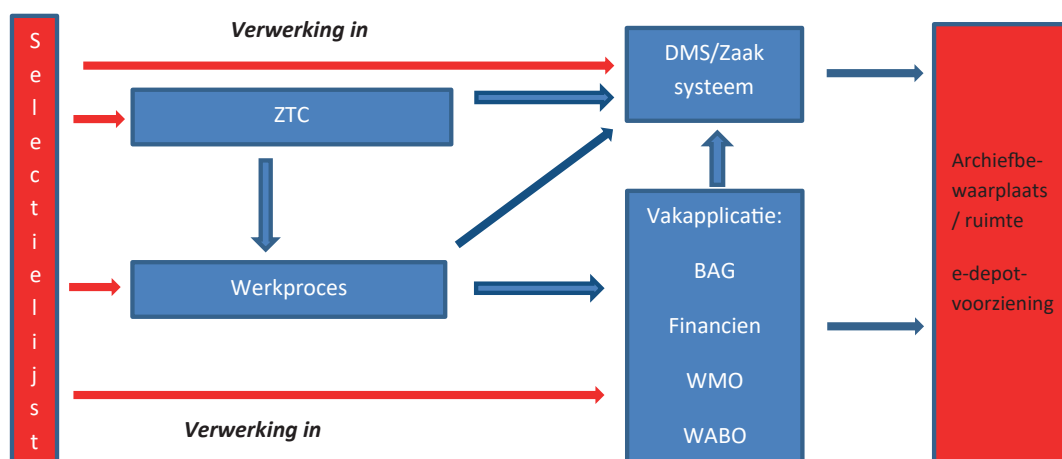 Selectielijst
Verwerking in
ZTC
Werkproces
Verwerking in
DMS/Zaak
systeem
Vakapplicatie:
BAG
Financien
WMO
WABO
Archiefbe-
waarplaats
/ ruimte
e-depot-
voorziening